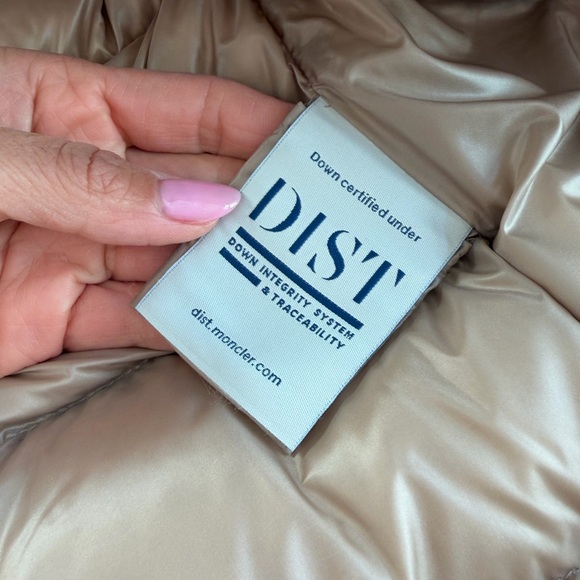 Down certified under
DIST
DOWN INTEGRITY SYSTEM
& TRACEABILITY
dist.moncler.com